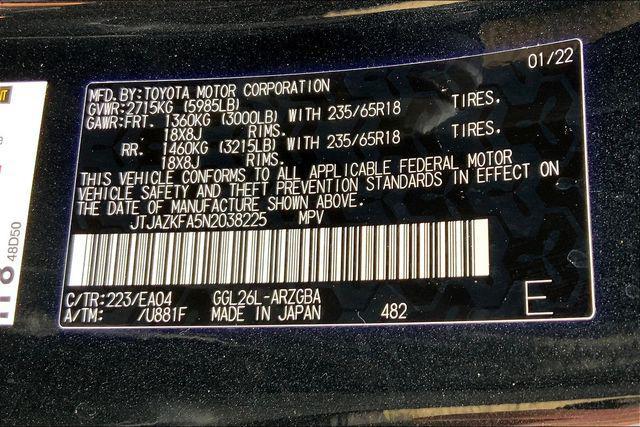 01/22
MFD. BY:TOYOTA MOTOR CORPORATION
GVWR:2715KG (5985LB)
GAWR:FRT. 1360KG (3000LB) WITH 235/65R18 TIRES.
18X8J RIMS.
RR: 1460KG (3215LB) WITH 235/65R18 TIRES.
18X8J RIMS.
THIS VEHICLE CONFORMS TO ALL APPLICABLE FEDERAL MOTOR
VEHICLE SAFETY AND THEFT PREVENTION STANDARDS IN EFFECT ON
THE DATE OF MANUFACTURE SHOWN ABOVE.
JTJAZKFA5N2038225 MPV
C/TR:223/EA04 GGL26L-ARZGBA
A/TM: /U881F MADE IN JAPAN 482
E
48D50